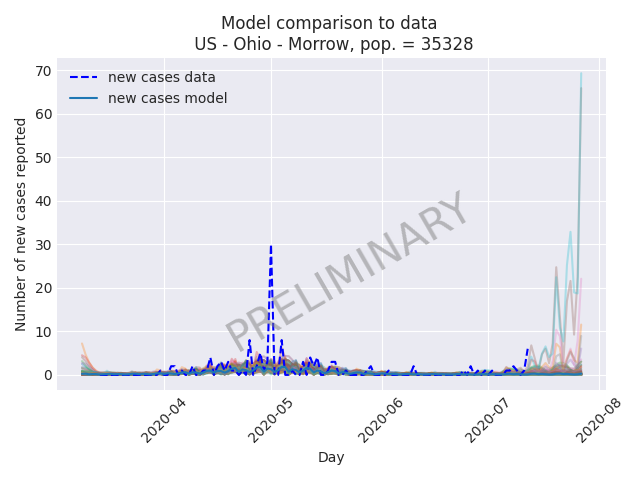 Model comparison to data
US - Ohio - Morrow, pop. = 35328
new cases data
new cases model
Number of new cases reported
70
60
50
40
30
20
10
0
PRELIMINARY
2020-04
2020-05
2020-06
2020-07
2020-08
Day